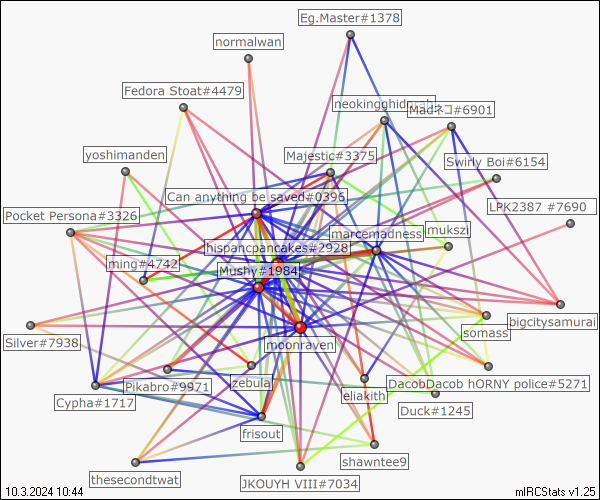 Eg.Master#1378
normalwan
Fedora Stoat#4479
neokingghidorah
Madネコ#6901
yoshimanden
Majestic#3375
Swirly Boi#6154
Can anything be saved#0396
LPK2387 #7690
Pocket Persona#3326
marcemadness
mukszi
hispancpancakes#2928
ming#4742
Mushy#1984
bigcitysamurai
somass
Silver#7938
moonraven
Pikabro#9971
zebula
DacobDacob hORNY police#5271
eliakith
Cypha#1717
Duck#1245
frisout
shawntee9
thesecondtwat
JKOUYH VIII#7034
10.3.2024 10:44
mIRCStats v1.25